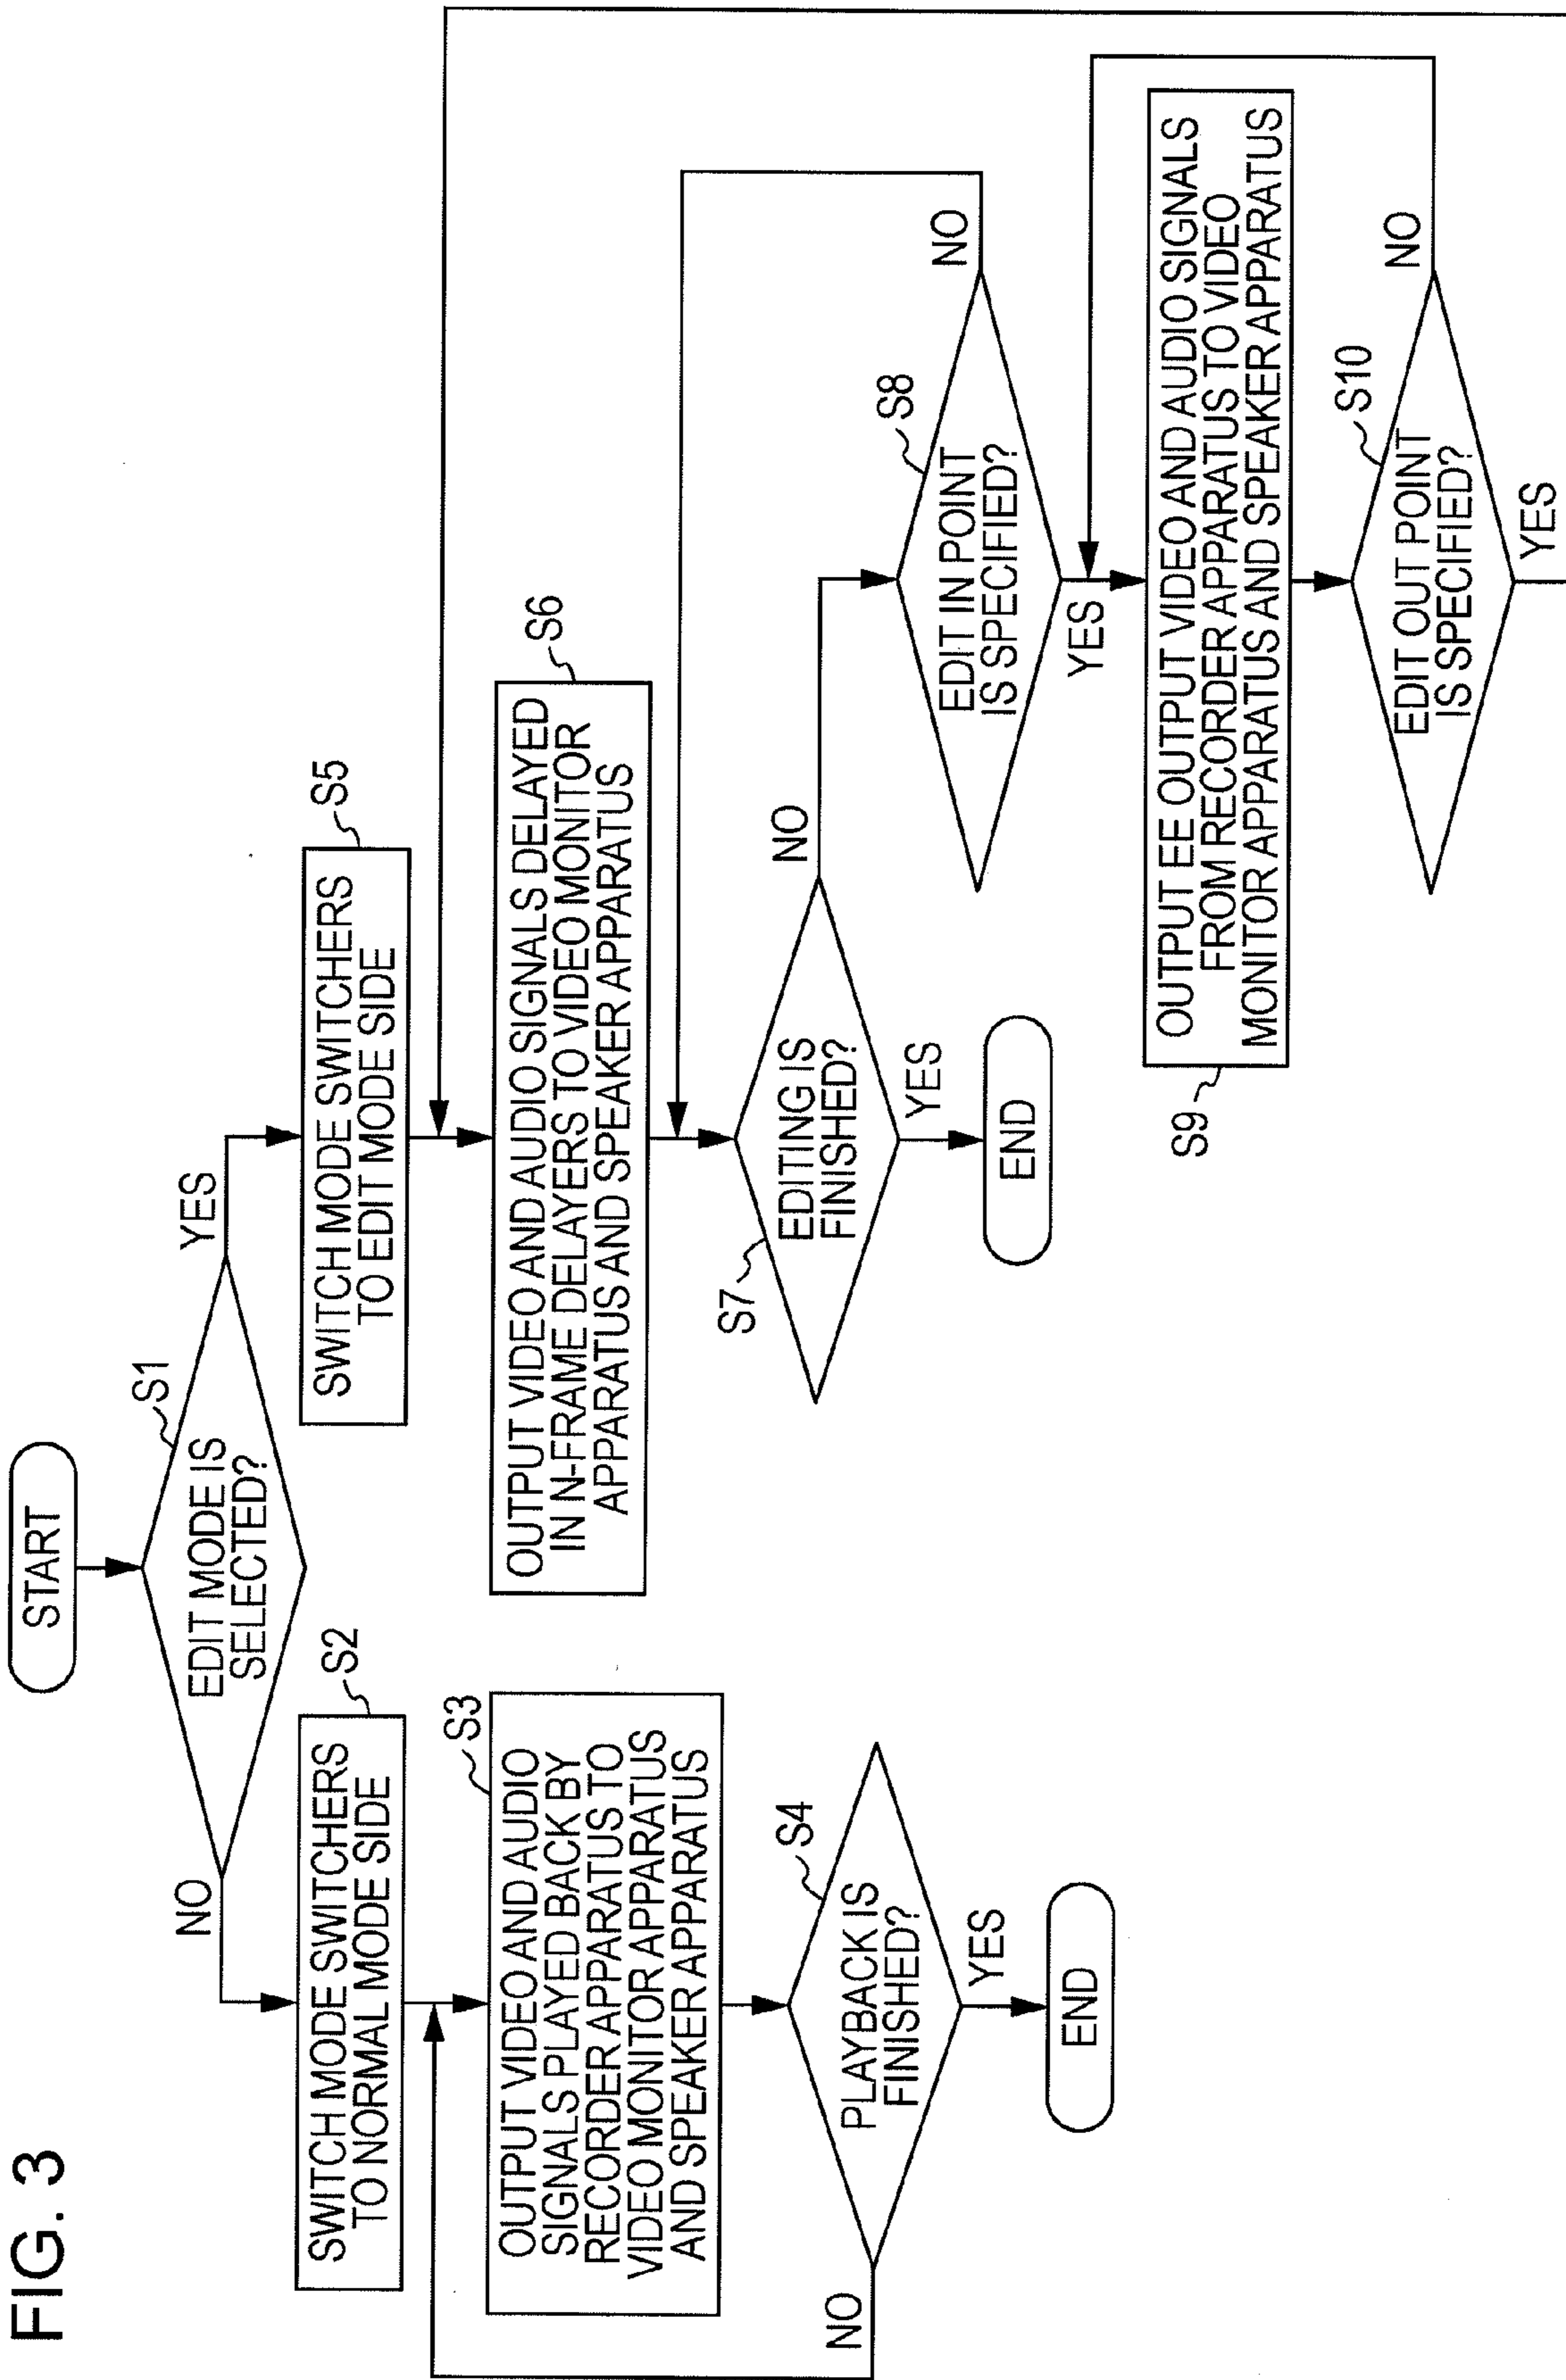 FIG. 3
START
EDIT MODE IS
SELECTED?
S1
NO
YES
SWITCH MODE SWITCHERS
TO NORMAL MODE SIDE
S2
OUTPUT VIDEO AND AUDIO
SIGNALS PLAYED BACK BY
RECORDER APPARATUS TO
VIDEO MONITOR APPARATUS
AND SPEAKER APPARATUS
S3
PLAYBACK IS
FINISHED?
S4
NO
YES
END
SWITCH MODE SWITCHERS
TO EDIT MODE SIDE
S5
OUTPUT VIDEO AND AUDIO SIGNALS DELAYED
IN N-FRAME DELAYERS TO VIDEO MONITOR
APPARATUS AND SPEAKER APPARATUS
S6
S7
EDITING IS
FINISHED?
NO
YES
END
EDIT IN POINT
IS SPECIFIED?
S8
NO
YES
S9
OUTPUT EE OUTPUT VIDEO AND AUDIO SIGNALS
FROM RECORDER APPARATUS TO VIDEO
MONITOR APPARATUS AND SPEAKER APPARATUS
EDIT OUT POINT
IS SPECIFIED?
S10
NO
YES